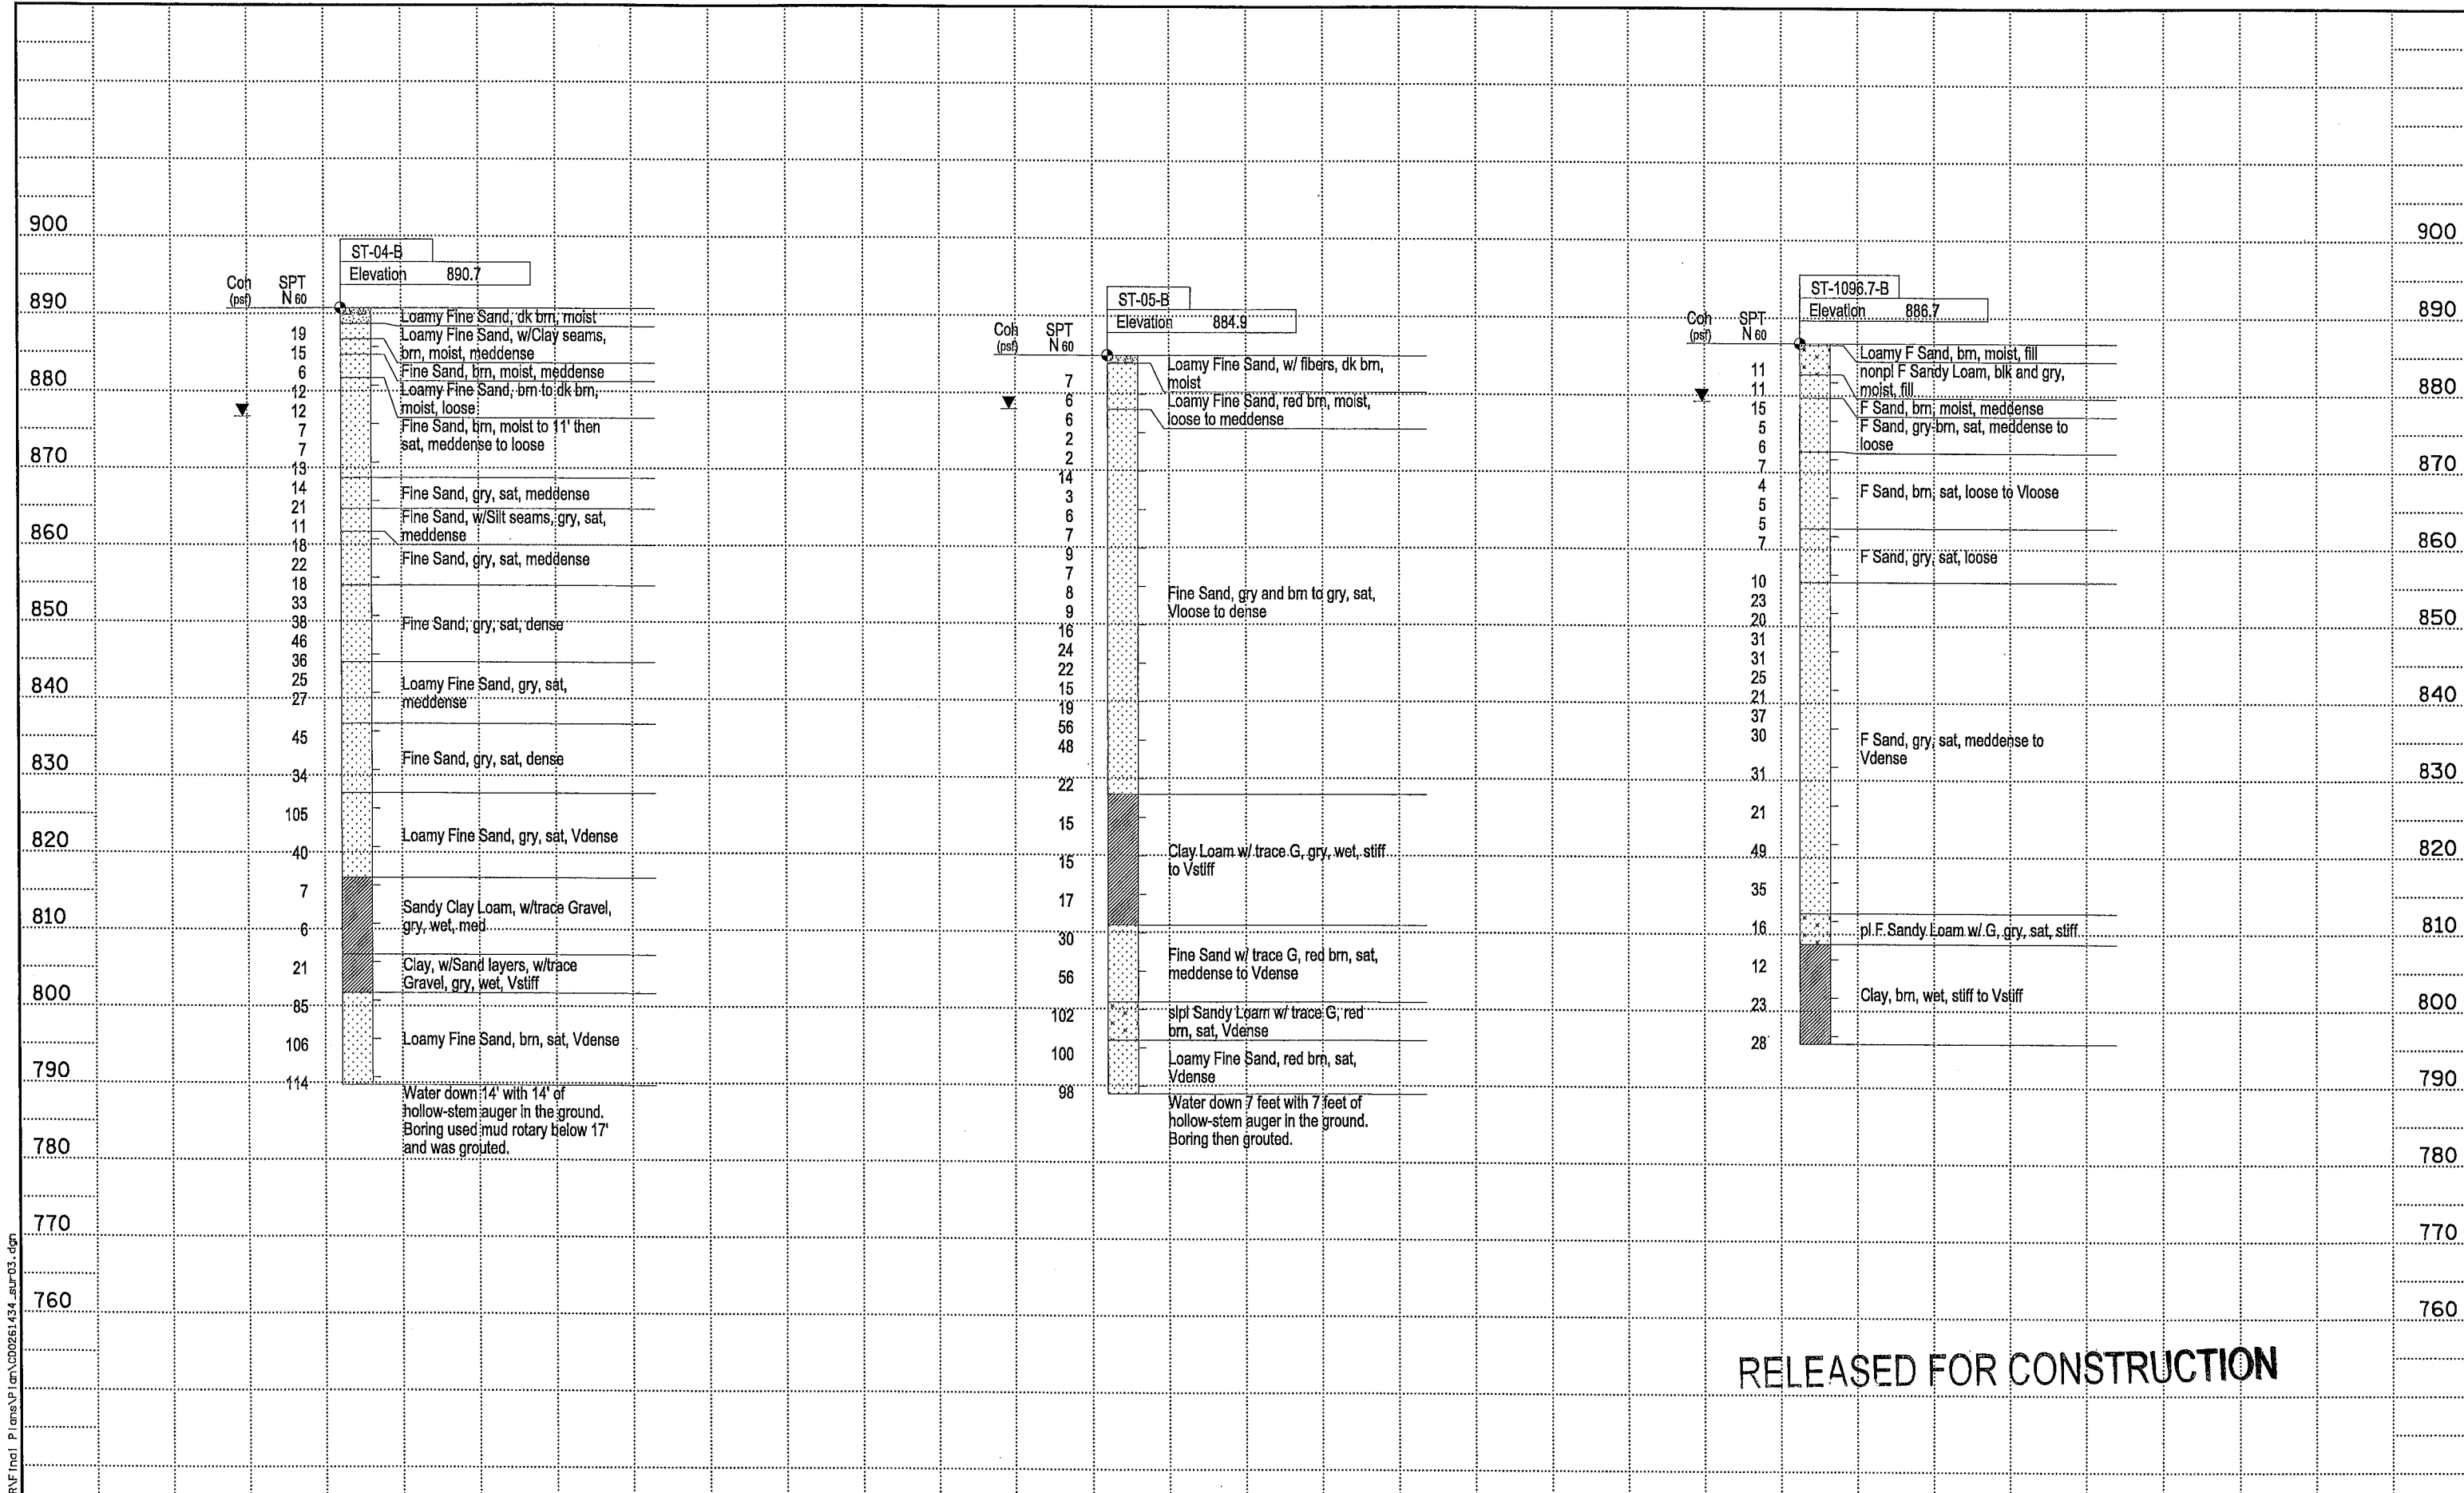 900
890
880
870
860
850
840
830
820
810
800
790
780
770
760
ST-04-B
Elevation 890.7
Coh
(psf)
SPT
N 60
19
15
6
12
12
7
7
13
14
21
11
18
22
18
33
38
46
36
25
27
45
34
105
40
7
6
21
85
106
114
Loamy Fine Sand, dk brn, moist
Loamy Fine Sand, w/Clay seams,
brn, moist, meddense
Fine Sand, brn, moist, meddense
Loamy Fine Sand, brn to dk brn,
moist, loose
Fine Sand, brn, moist to 11' then
sat, meddense to loose
Fine Sand, gry, sat, meddense
Fine Sand, w/Silt seams, gry, sat,
meddense
Fine Sand, gry, sat, meddense
Fine Sand, gry, sat, dense
Loamy Fine Sand, gry, sat,
meddense
Fine Sand, gry, sat, dense
Loamy Fine Sand, gry, sat, Vdense
Sandy Clay Loam, w/trace Gravel,
gry, wet, med
Clay, w/Sand layers, w/trace
Gravel, gry, wet, Vstiff
Loamy Fine Sand, brn, sat, Vdense
Water down 14' with 14' of
hollow-stem auger in the ground.
Boring used mud rotary below 17'
and was grouted.
ST-05-B
Elevation 884.9
Coh
(psf)
SPT
N 60
7
6
6
2
2
14
3
6
7
9
7
8
9
16
24
22
15
19
56
48
22
15
15
17
30
56
102
100
98
Loamy Fine Sand, w/ fibers, dk brn,
moist
Loamy Fine Sand, red brn, moist,
loose to meddense
Fine Sand, gry and brn to gry, sat,
Vloose to dense
Clay Loam w/ trace G, gry, wet, stiff
to Vstiff
Fine Sand w/ trace G, red brn, sat,
meddense to Vdense
slpl Sandy Loam w/ trace G, red
brn, sat, Vdense
Loamy Fine Sand, red brn, sat,
Vdense
Water down 7 feet with 7 feet of
hollow-stem auger in the ground.
Boring then grouted.
ST-1096.7-B
Elevation 886.7
Coh
(psf)
SPT
N 60
11
11
15
5
6
7
4
5
5
7
10
23
20
31
31
25
21
37
30
31
21
49
35
16
12
23
28
Loamy F Sand, brn, moist, fill
nonpl F Sandy Loam, blk and gry,
moist, fill
F Sand, brn, moist, meddense
F Sand, gry brn, sat, meddense to
loose
F Sand, brn, sat, loose to Vloose
F Sand, gry, sat, loose
F Sand, gry, sat, meddense to
Vdense
pl F Sandy Loam w/ G, gry, sat, stiff
Clay, brn, wet, stiff to Vstiff
900
890
880
870
860
850
840
830
820
810
800
790
780
770
760
RELEASED FOR CONSTRUCTION
R\Final Plans\Plan\CD0261434_sur03.dgn